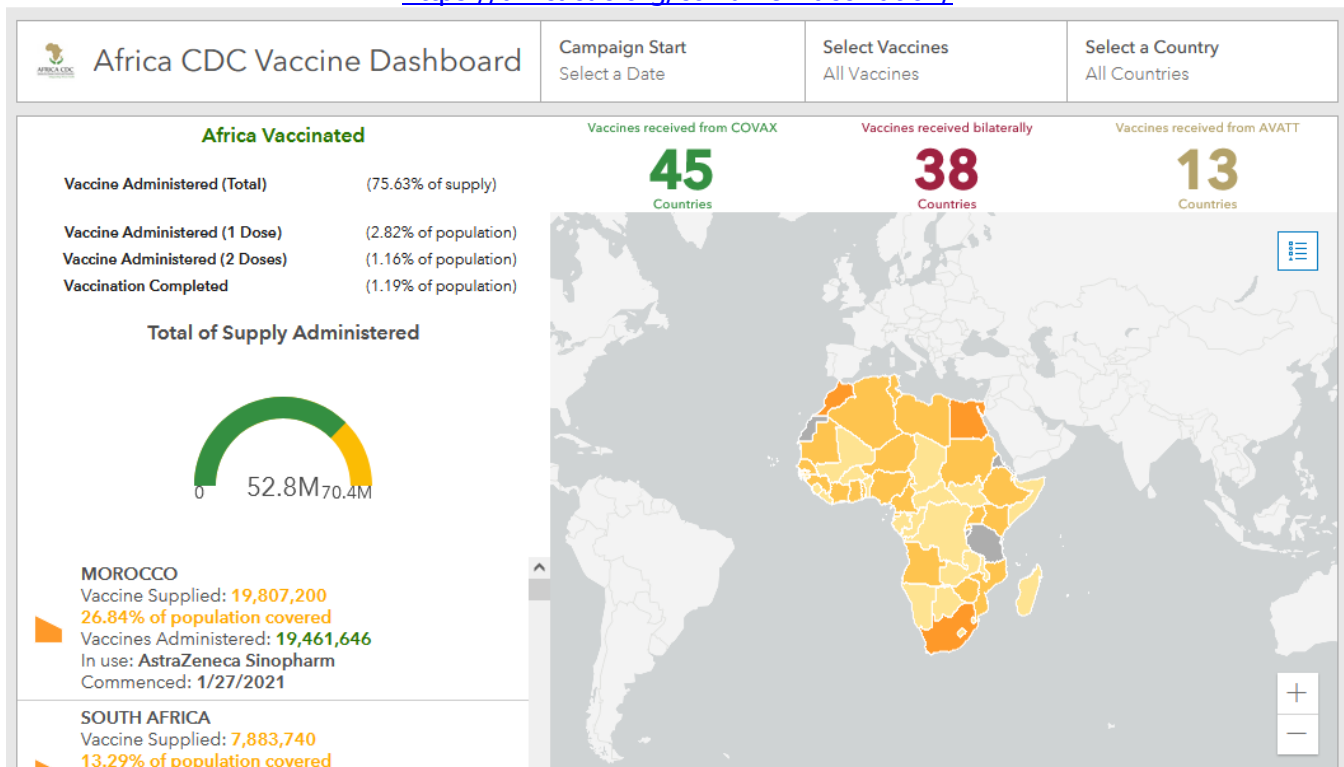 Africa CDC Vaccine Dashboard
Campaign Start
Select a Date
Select Vaccines
All Vaccines
Select a Country
All Countries
Africa Vaccinated
Vaccine Administered (Total) (75.63% of supply)
Vaccine Administered (1 Dose) (2.82% of population)
Vaccine Administered (2 Doses) (1.16% of population)
Vaccination Completed (1.19% of population)
Total of Supply Administered
0 52.8M 70.4M
Vaccines received from COVAX
45
Countries
Vaccines received bilaterally
38
Countries
Vaccines received from AVATT
13
Countries
MOROCCO
Vaccine Supplied: 19,807,200
26.84% of population covered
Vaccines Administered: 19,461,646
In use: AstraZeneca Sinopharm
Commenced: 1/27/2021
SOUTH AFRICA
Vaccine Supplied: 7,883,740
13.29% of population covered